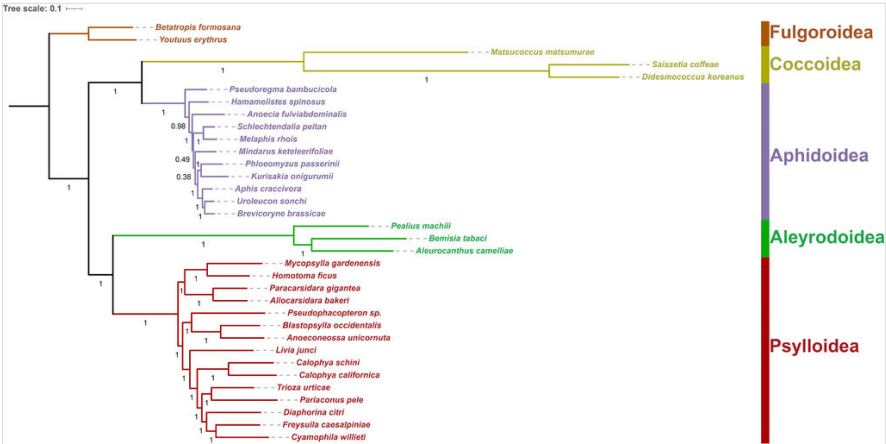 Tree scale: 0.1
Betatropis formosana
Youtuus erythrus
Fulgoroidea
Matsucoccus matsumurae
Saissetia coffeae
Didesmococcus koreanus
Coccoidea
1
1
1
Pseudoregma bambucicola
Hamamelistes spinosus
Anoecia fulviabdominalis
Schlechtendalia peitan
Melaphis rhois
Mindarus keteleerifoliae
Phloeomyzus passerinii
Kurisakia onigurumii
Aphis craccivora
Uroleucon sonchi
Brevicoryne brassicae
Aphidoidea
1
0.98
1
1
0.49
1
0.38
1
1
1
1
Pealius machili
Bemisia tabaci
Aleurocanthus camelliae
Aleyrodoidea
1
1
1
Mycopsylla gardenensis
Homotoma ficus
Paracarsidara gigantea
Allocarsidara bakeri
Pseudophacopteron sp.
Blastopsylla occidentalis
Anoeconeossa unicornuta
Livia junci
Calophya schini
Calophya californica
Trioza urticae
Pariaconus pele
Diaphorina citri
Freysuila caesalpiniae
Cyamophila willieti
Psylloidea
1
1
1
1
1
1
1
1
1
1
1
1
1
1